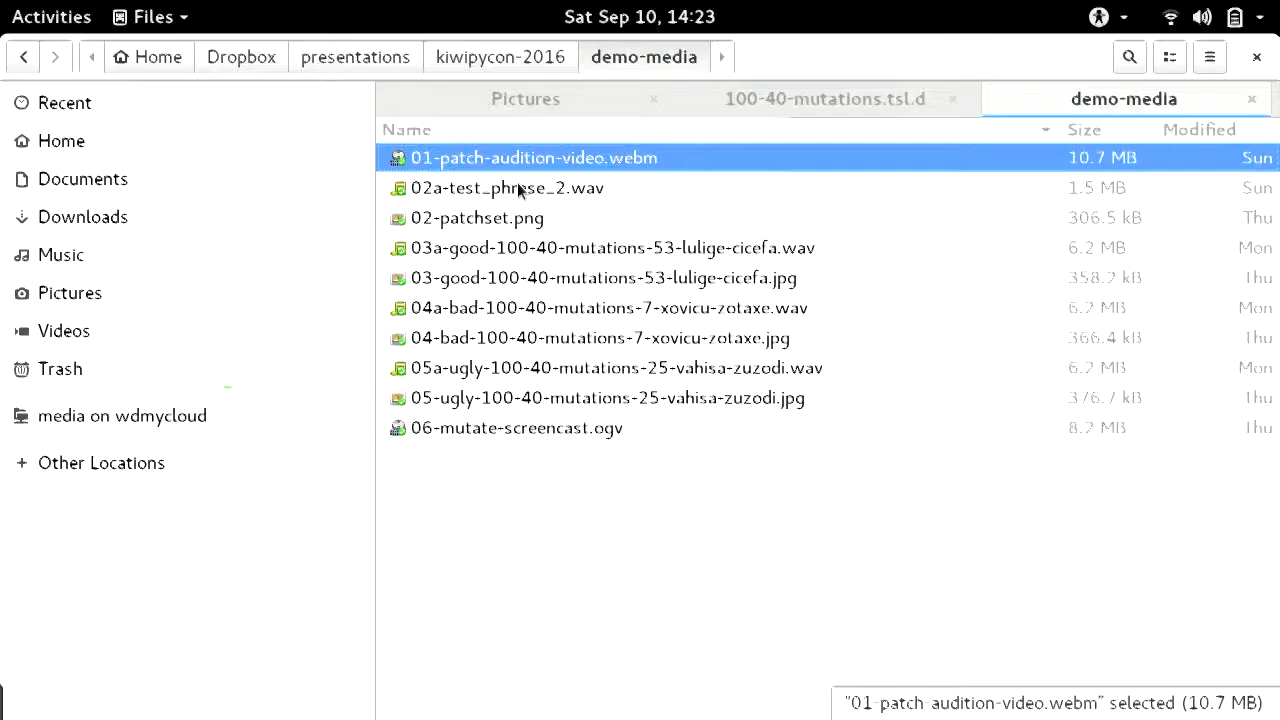 Activities Files Sat Sep 10, 14:23
Home Dropbox presentations kiwipycon-2016 demo-media
Pictures 100-40-mutations.tsl.d demo-media
Name Size Modified
Recent
Home
Documents
Downloads
Music
Pictures
Videos
Trash
media on wdmycloud
Other Locations
01-patch-audition-video.webm 10.7 MB Sun
02a-test_phrase_2.wav 1.5 MB Sun
02-patchset.png 306.5 kB Thu
03a-good-100-40-mutations-53-lulige-cicefa.wav 6.2 MB Mon
03-good-100-40-mutations-53-lulige-cicefa.jpg 358.2 kB Thu
04a-bad-100-40-mutations-7-xovicu-zotaxe.wav 6.2 MB Mon
04-bad-100-40-mutations-7-xovicu-zotaxe.jpg 366.4 kB Thu
05a-ugly-100-40-mutations-25-vahisa-zuzodi.wav 6.2 MB Mon
05-ugly-100-40-mutations-25-vahisa-zuzodi.jpg 376.7 kB Thu
06-mutate-screencast.ogv 8.2 MB Thu
"01-patch-audition-video.webm" selected (10.7 MB)